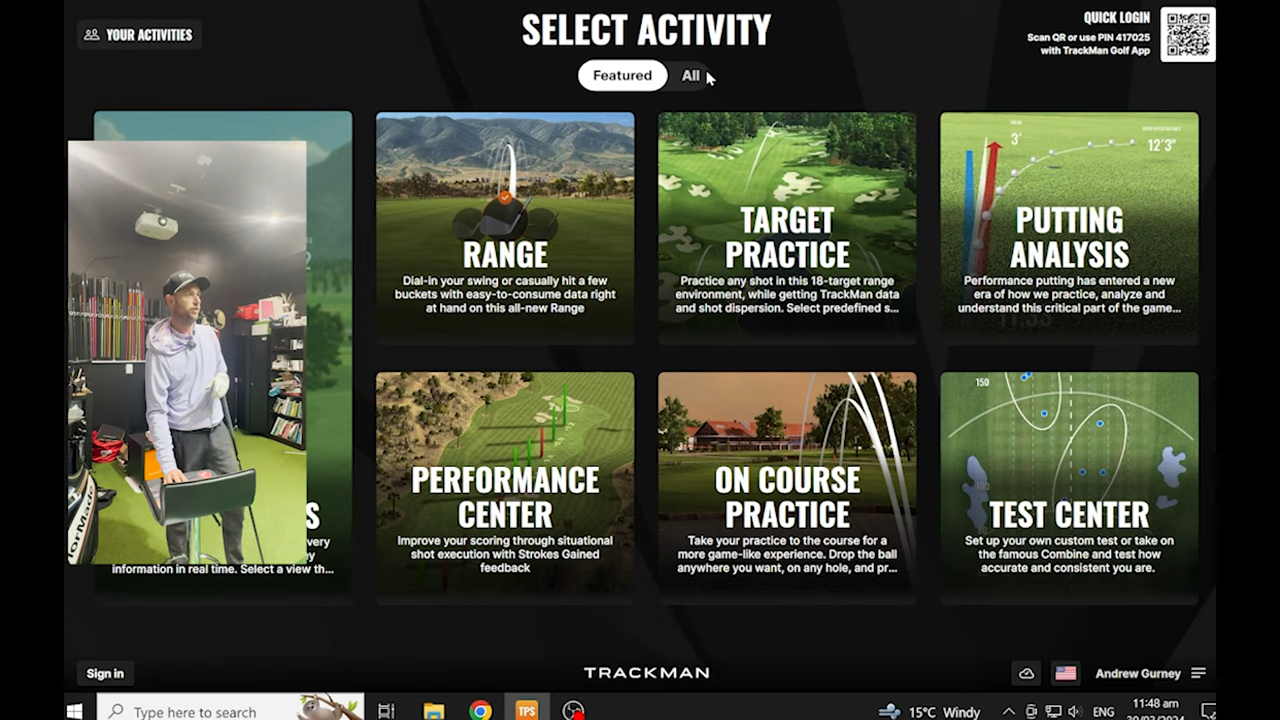 YOUR ACTIVITIES
SELECT ACTIVITY
Featured
All
QUICK LOGIN
Scan QR or use PIN 417025
with TrackMan Golf App
RANGE
Dial-in your swing or casually hit a few
buckets with easy-to-consume data right
at hand on this all-new Range
TARGET
PRACTICE
Practice any shot in this 18-target range
environment, while getting TrackMan data
and shot dispersion. Select predefined s...
3'
12'3"
PUTTING
ANALYSIS
Performance putting has entered a new
era of how we practice, analyze and
understand this critical part of the game...
S
very
information in real time. Select a view th...
PERFORMANCE
CENTER
Improve your scoring through situational
shot execution with Strokes Gained
feedback
ON COURSE
PRACTICE
Take your practice to the course for a
more game-like experience. Drop the ball
anywhere you want, on any hole, and pr...
150
100
TEST CENTER
Set up your own custom test or take on
the famous Combine and test how
accurate and consistent you are.
Sign in
TRACKMAN
Andrew Gurney
Type here to search
TPS
15°C Windy
ENG
11:48 am